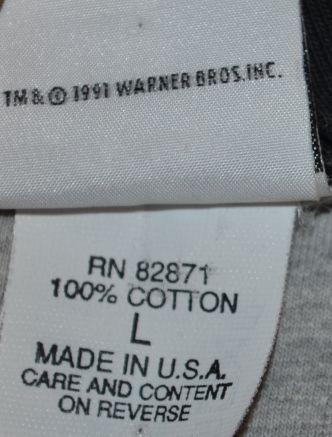 TM & © 1991 WARNER BROS. INC.
RN 82871
100% COTTON
L
MADE IN U.S.A.
CARE AND CONTENT
ON REVERSE